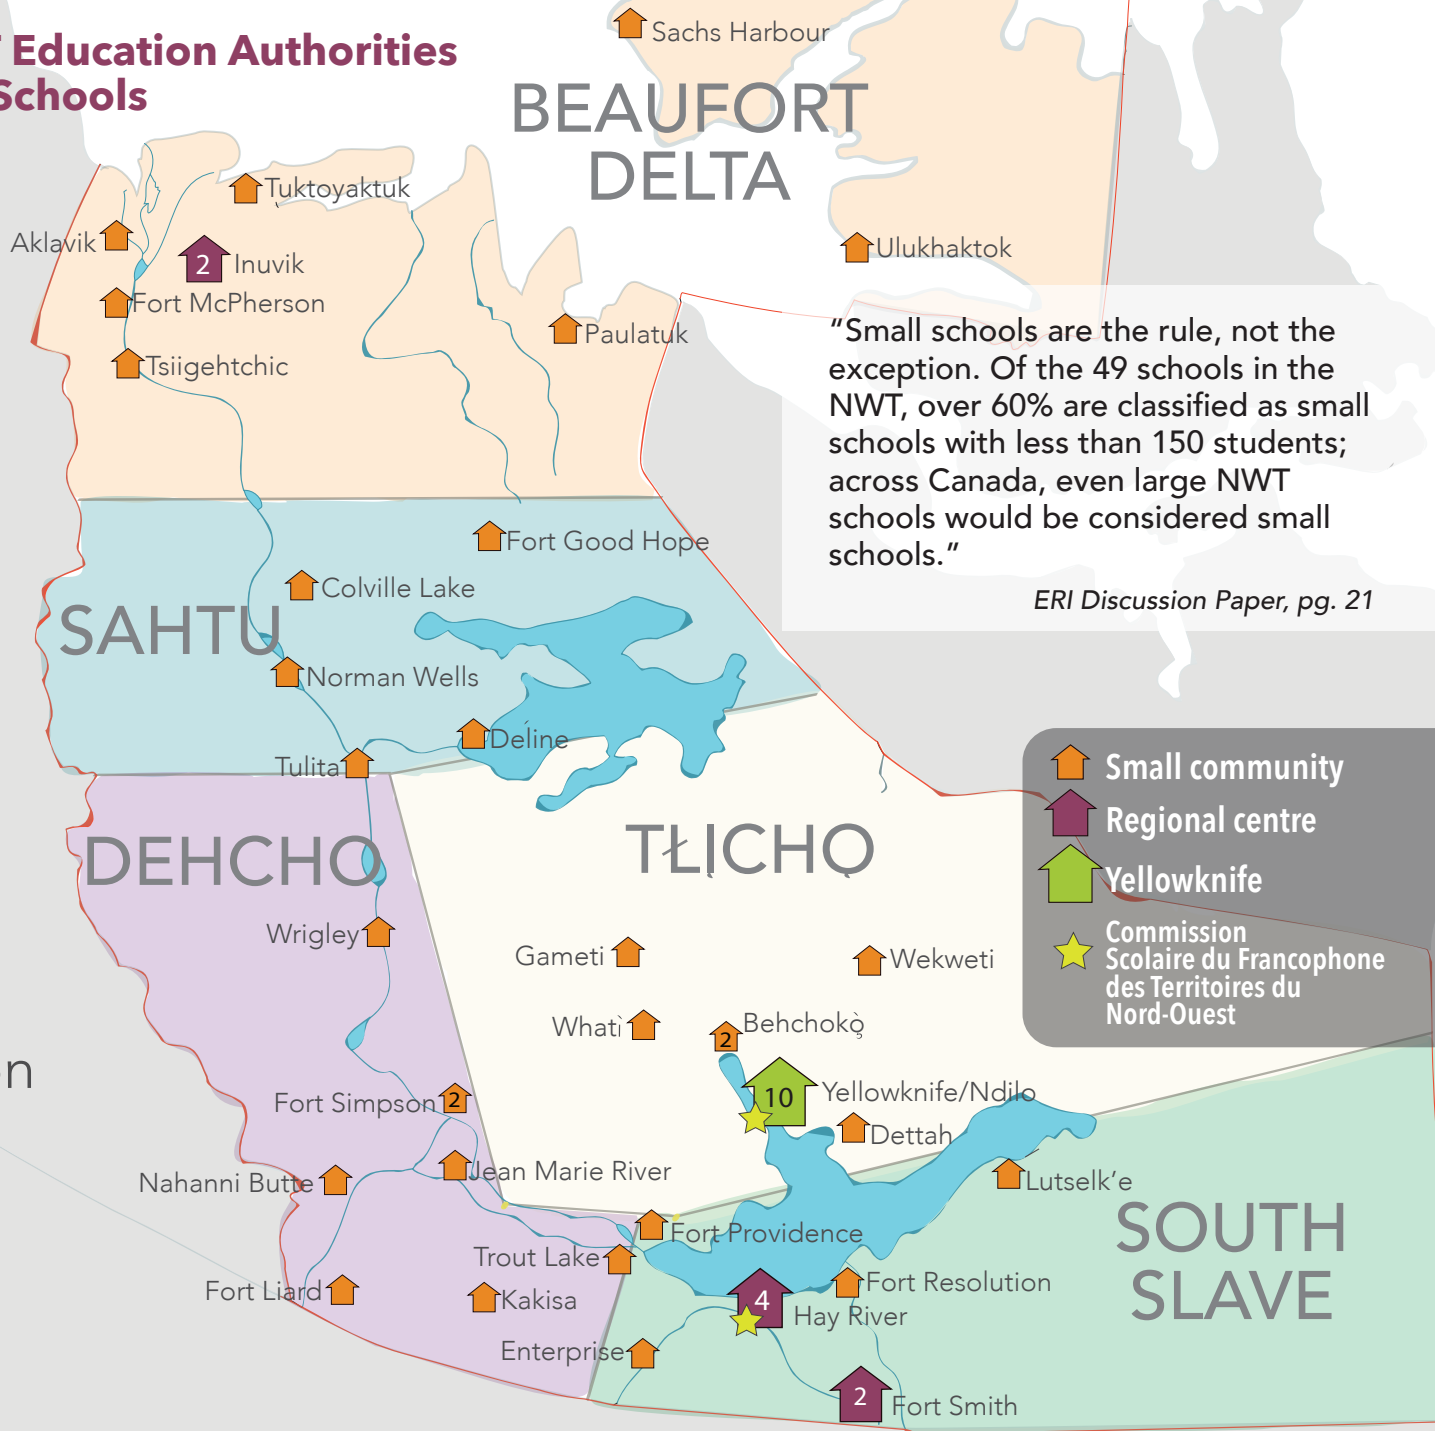 Education Authorities
Schools
Sachs Harbour
BEAUFORT
DELTA
Tuktoyaktuk
Aklavik
2 Inuvik
Ulukhaktok
Fort McPherson
Paulatuk
Tsiigehtchic
“Small schools are the rule, not the
exception. Of the 49 schools in the
NWT, over 60% are classified as small
schools with less than 150 students;
across Canada, even large NWT
schools would be considered small
schools.”
ERI Discussion Paper, pg. 21
Fort Good Hope
Colville Lake
SAHTU
Norman Wells
Deĺine
Tulita
Small community
Regional centre
Yellowknife
Commission
Scolaire du Francophone
des Territoires du
Nord-Ouest
DEHCHO
TŁĮCHǪ
Wrigley
Gameti
Wekweti
Whatì
2 Behchokǫ̀
10 Yellowknife/Ndilo
Fort Simpson 2
Dettah
Jean Marie River
Nahanni Butte
Lutselk’e
SOUTH
SLAVE
Fort Providence
Trout Lake
Fort Liard
Kakisa
Fort Resolution
4 Hay River
Enterprise
2 Fort Smith
n